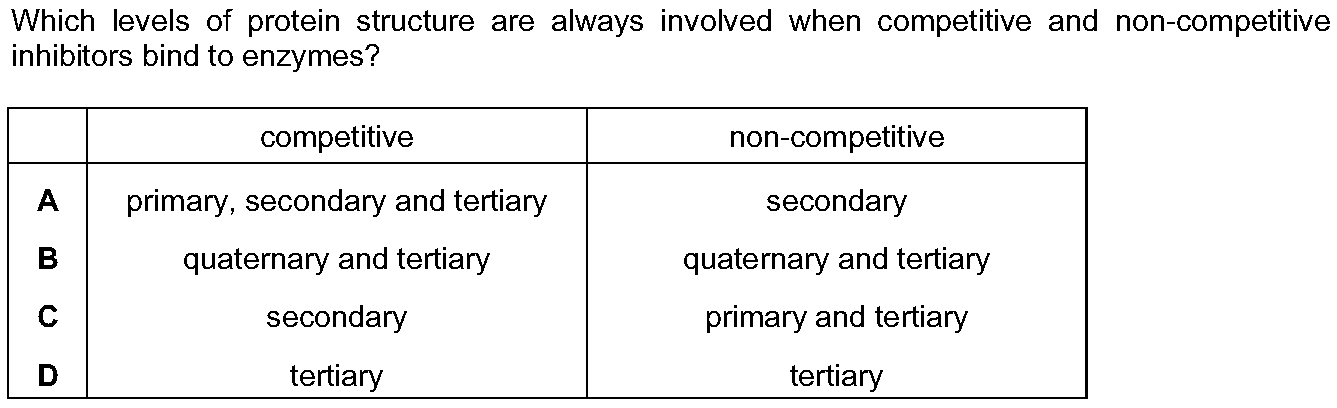 Which levels of protein structure are always involved when competitive and non-competitive
inhibitors bind to enzymes?
competitive non-competitive
A primary, secondary and tertiary secondary
B quaternary and tertiary quaternary and tertiary
C secondary primary and tertiary
D tertiary tertiary